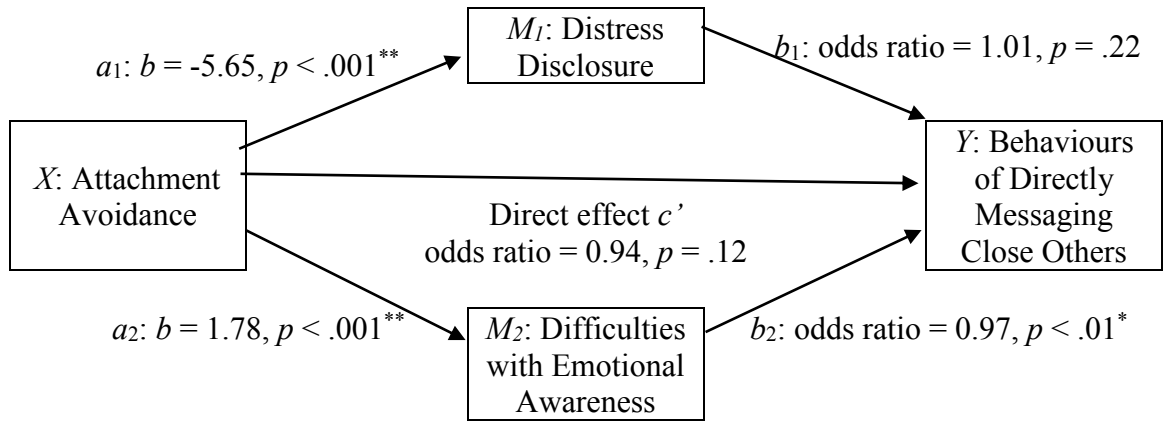 M1: Distress
Disclosure
a1: b = -5.65, p < .001**
b1: odds ratio = 1.01, p = .22
X: Attachment
Avoidance
Y: Behaviours
of Directly
Messaging
Close Others
Direct effect c’
odds ratio = 0.94, p = .12
a2: b = 1.78, p < .001**
M2: Difficulties
with Emotional
Awareness
b2: odds ratio = 0.97, p < .01*